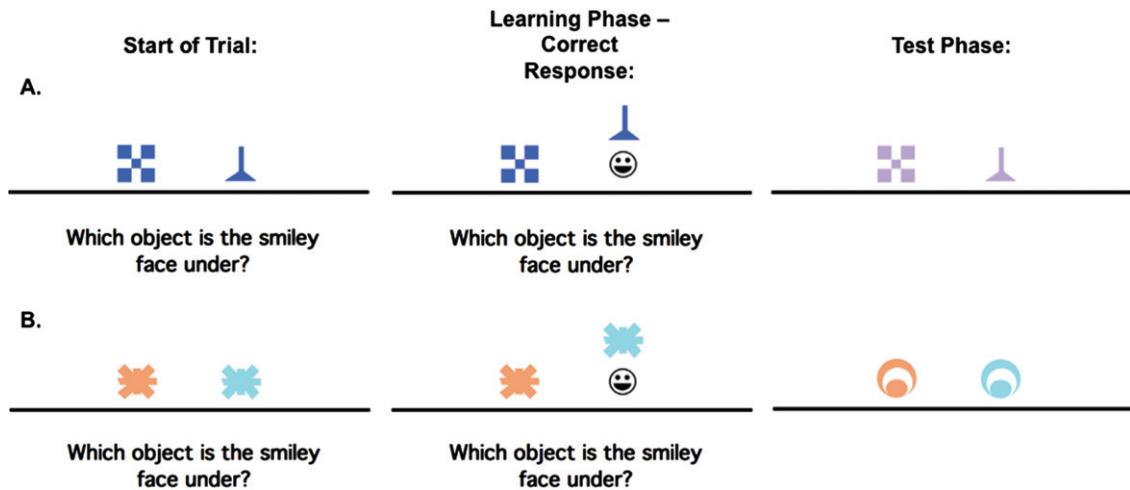 Start of Trial:
Learning Phase –
Correct
Response:
Test Phase:
A.
Which object is the smiley
face under?
Which object is the smiley
face under?
B.
Which object is the smiley
face under?
Which object is the smiley
face under?